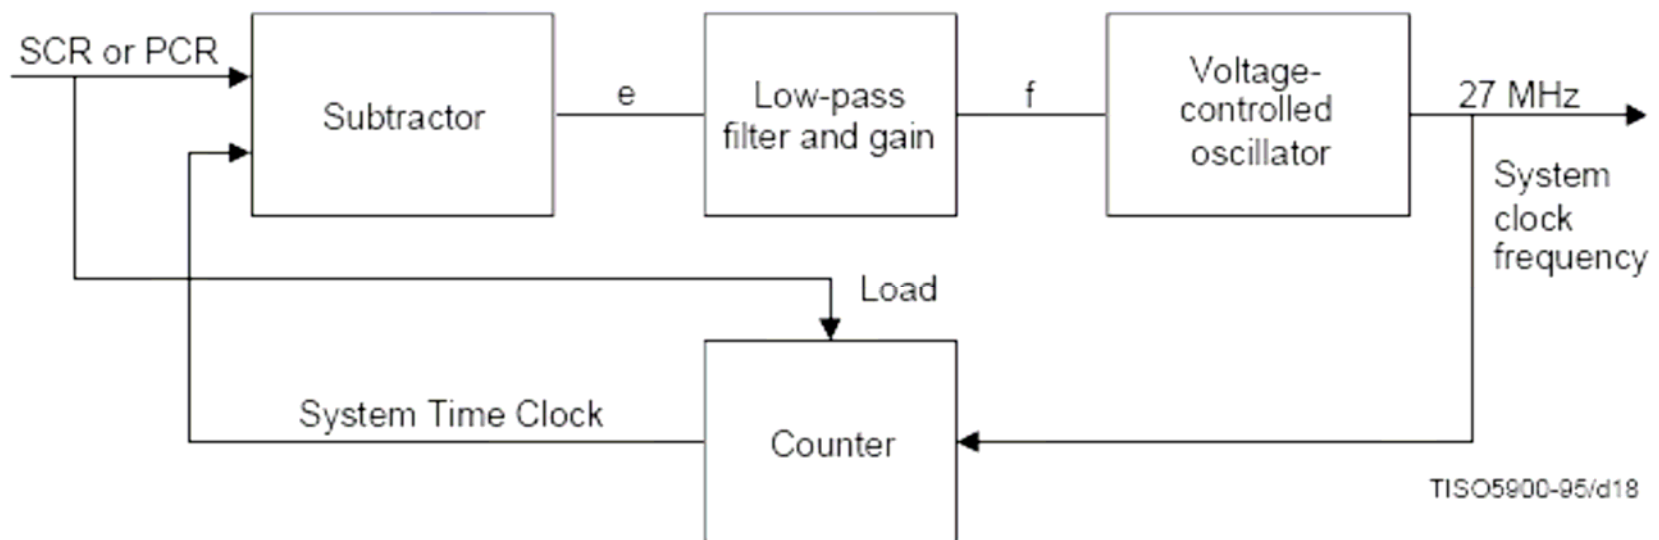 SCR or PCR
Subtractor
e
Low-pass
filter and gain
f
Voltage-
controlled
oscillator
27 MHz
System
clock
frequency
Load
System Time Clock
Counter
TISO5900-95/d18